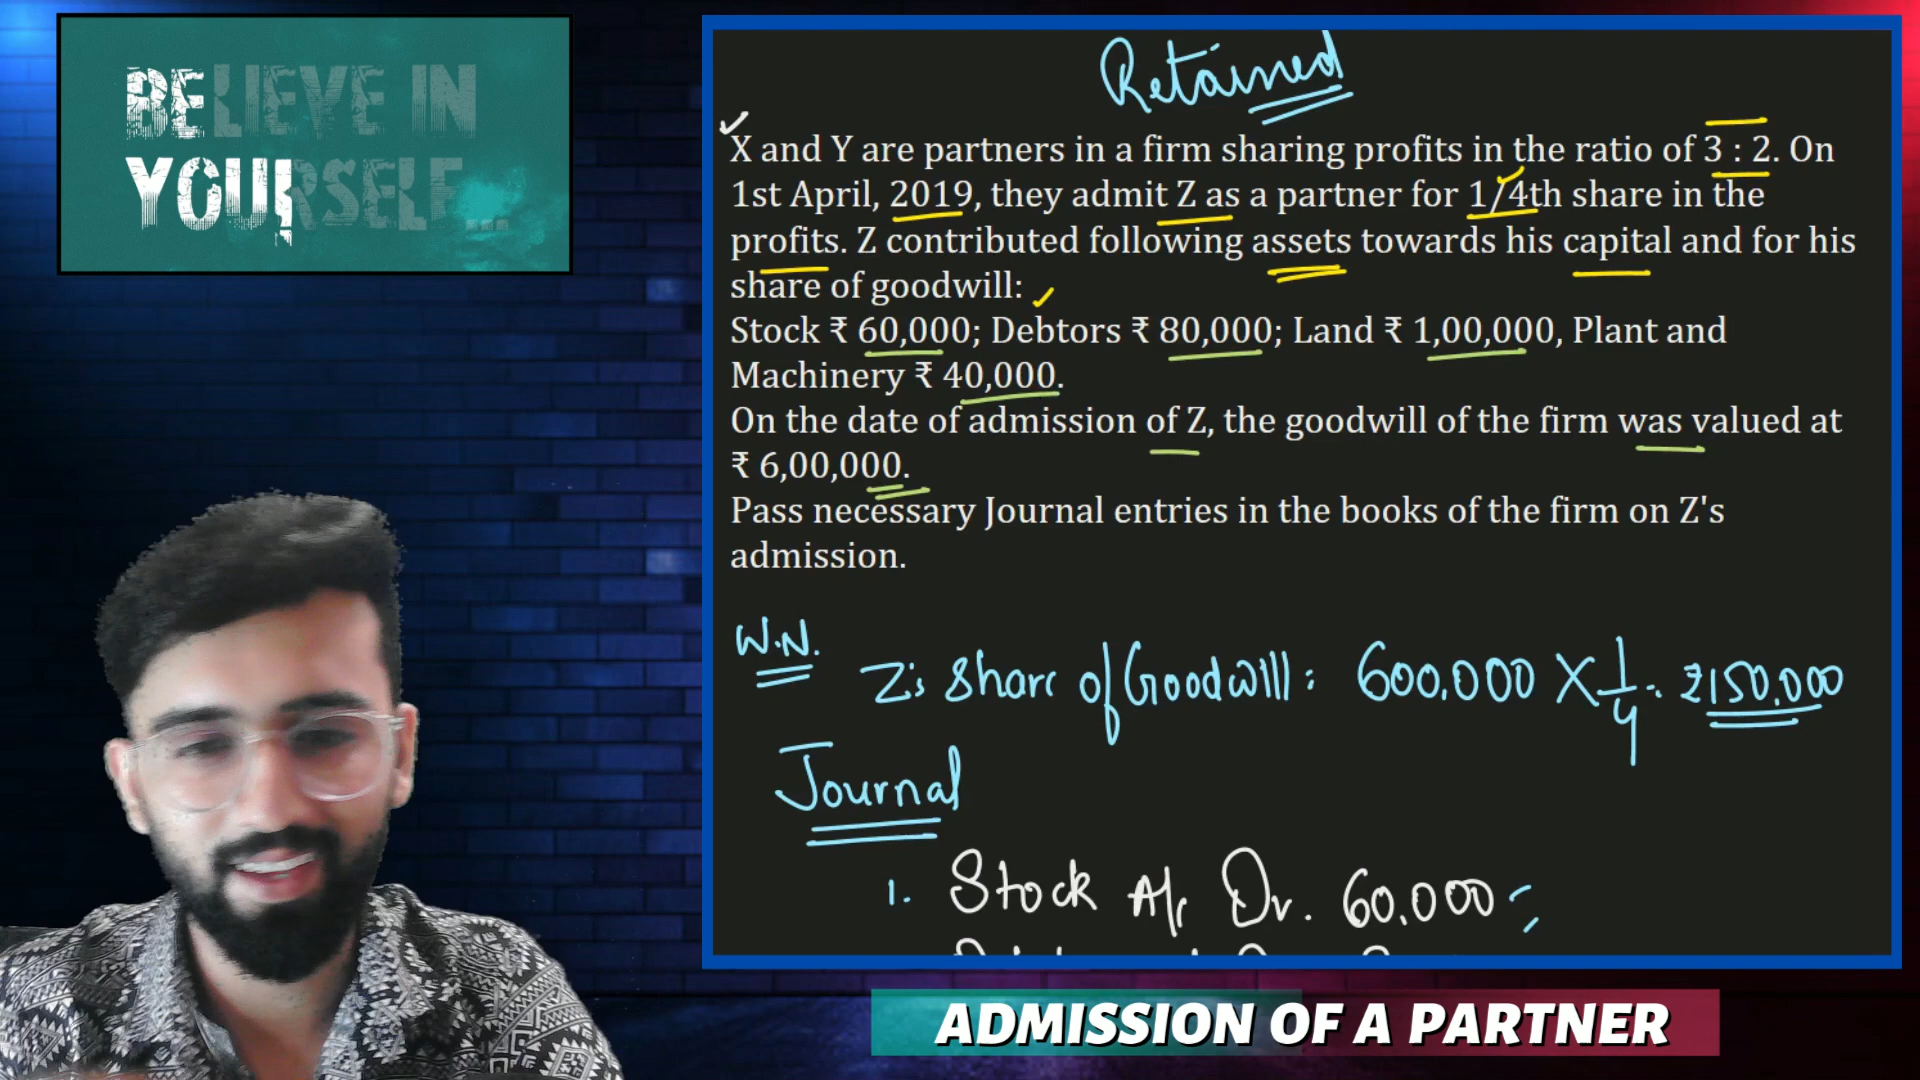 BELIEVE IN
YOURSELF...
Retained
X and Y are partners in a firm sharing profits in the ratio of 3 : 2. On
1st April, 2019, they admit Z as a partner for 1/4th share in the
profits. Z contributed following assets towards his capital and for his
share of goodwill:
Stock ₹ 60,000; Debtors ₹ 80,000; Land ₹ 1,00,000, Plant and
Machinery ₹ 40,000.
On the date of admission of Z, the goodwill of the firm was valued at
₹ 6,00,000.
Pass necessary Journal entries in the books of the firm on Z's
admission.
W.N.
Z's Share of Goodwill: 600.000 X 1/4 = ₹150.000
Journal
1. Stock A/c Dr. 60.000
ADMISSION OF A PARTNER